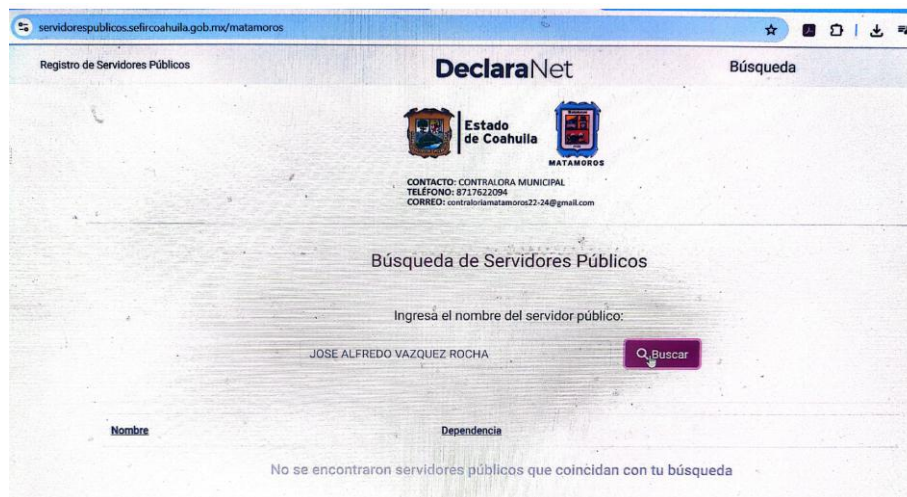 servidorespublicos.sefircoahuila.gob.mx/matamoros
Registro de Servidores Públicos
DeclaraNet
Búsqueda
Estado
de Coahuila
MATAMOROS
CONTACTO: CONTRALORA MUNICIPAL
TELÉFONO: 8717622094
CORREO: contraloriamatamoros22-24@gmail.com
Búsqueda de Servidores Públicos
Ingresa el nombre del servidor público:
JOSE ALFREDO VAZQUEZ ROCHA
Buscar
Nombre
Dependencia
No se encontraron servidores públicos que coincidan con tu búsqueda